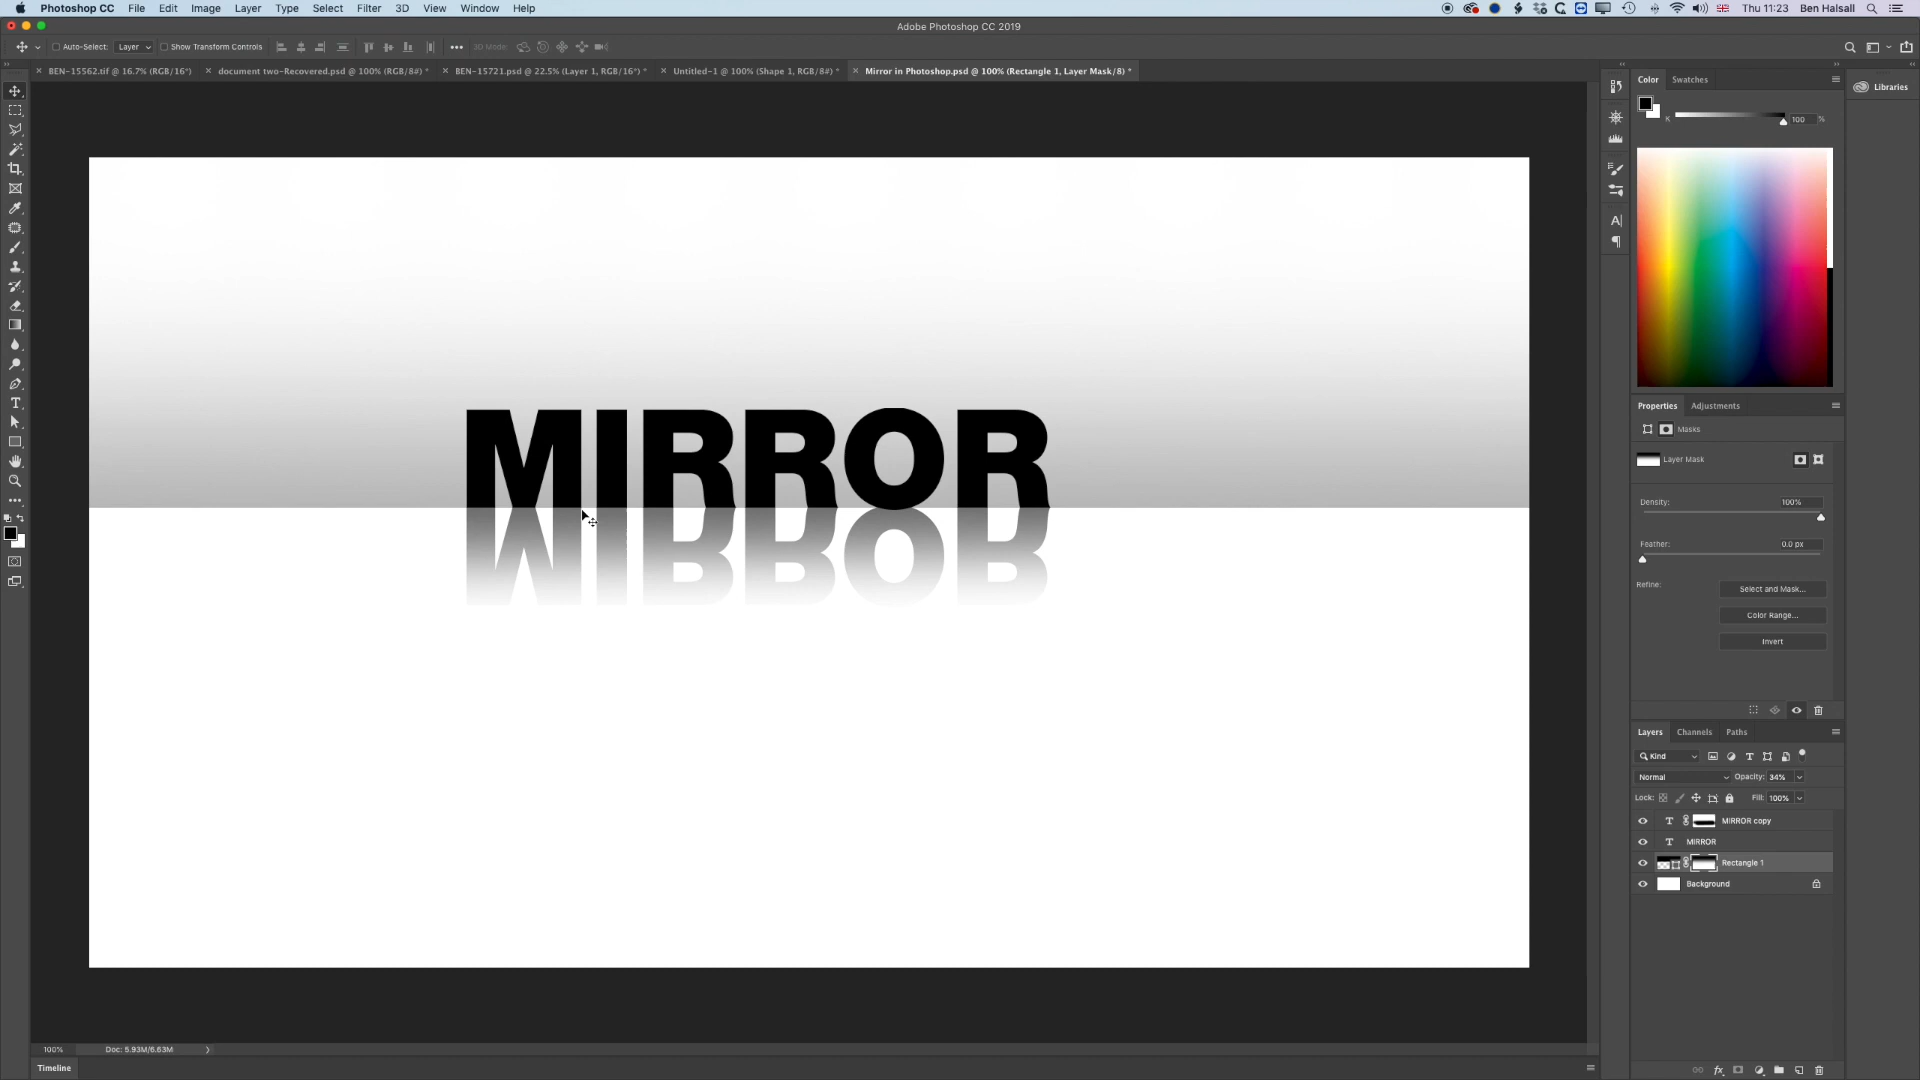 Photoshop CC File Edit Image Layer Type Select Filter 3D View Window Help Thu 11:23 Ben Halsall
Adobe Photoshop CC 2019
Auto-Select: Layer Show Transform Controls 3D Mode:
BEN-15562.tif @ 16.7% (RGB/16*) document two-Recovered.psd @ 100% (RGB/8#) * BEN-15721.psd @ 22.5% (Layer 1, RGB/16*) * Untitled-1 @ 100% (Shape 1, RGB/8#) * Mirror in Photoshop.psd @ 100% (Rectangle 1, Layer Mask/8) *
Color Swatches
Libraries
K 100 %
MIRROR
MIRROR
Properties Adjustments
Masks
Layer Mask
Density: 100%
Feather: 0.0 px
Refine: Select and Mask...
Color Range...
Invert
Layers Channels Paths
Kind
Normal Opacity: 34%
Lock: Fill: 100%
T MIRROR copy
T MIRROR
Rectangle 1
Background
100% Doc: 5.93M/6.63M
Timeline